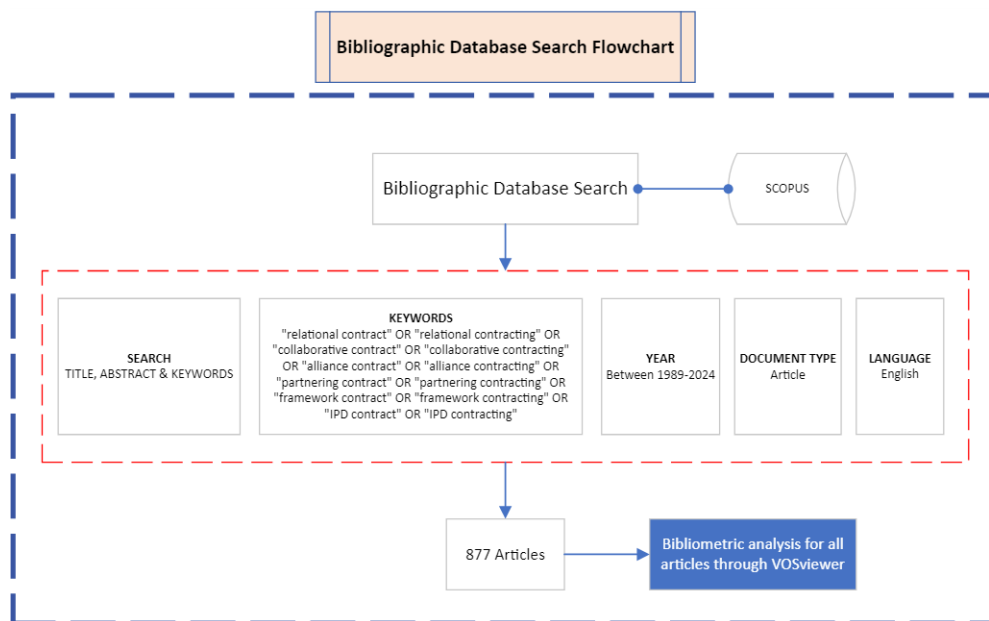 Bibliographic Database Search Flowchart
Bibliographic Database Search
SCOPUS
SEARCH
TITLE, ABSTRACT & KEYWORDS
KEYWORDS
"relational contract" OR "relational contracting" OR
"collaborative contract" OR "collaborative contracting"
OR "alliance contract" OR "alliance contracting" OR
"partnering contract" OR "partnering contracting" OR
"framework contract" OR "framework contracting" OR
"IPD contract" OR "IPD contracting"
YEAR
Between 1989-2024
DOCUMENT TYPE
Article
LANGUAGE
English
877 Articles
Bibliometric analysis for all
articles through VOSviewer